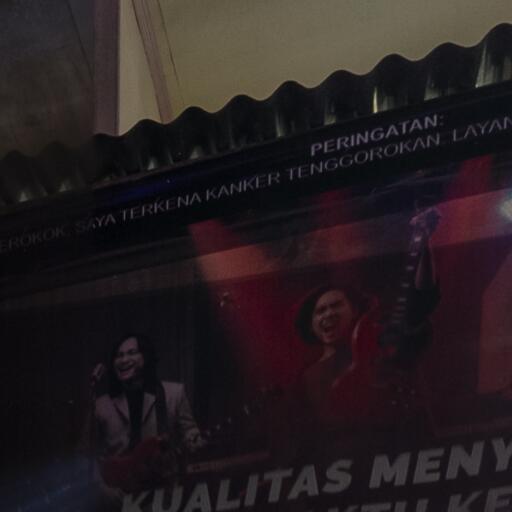 PERINGATAN:
EROKOK, SAYA TERKENA KANKER TENGGOROKAN. LAYAN
KUALITAS MENY